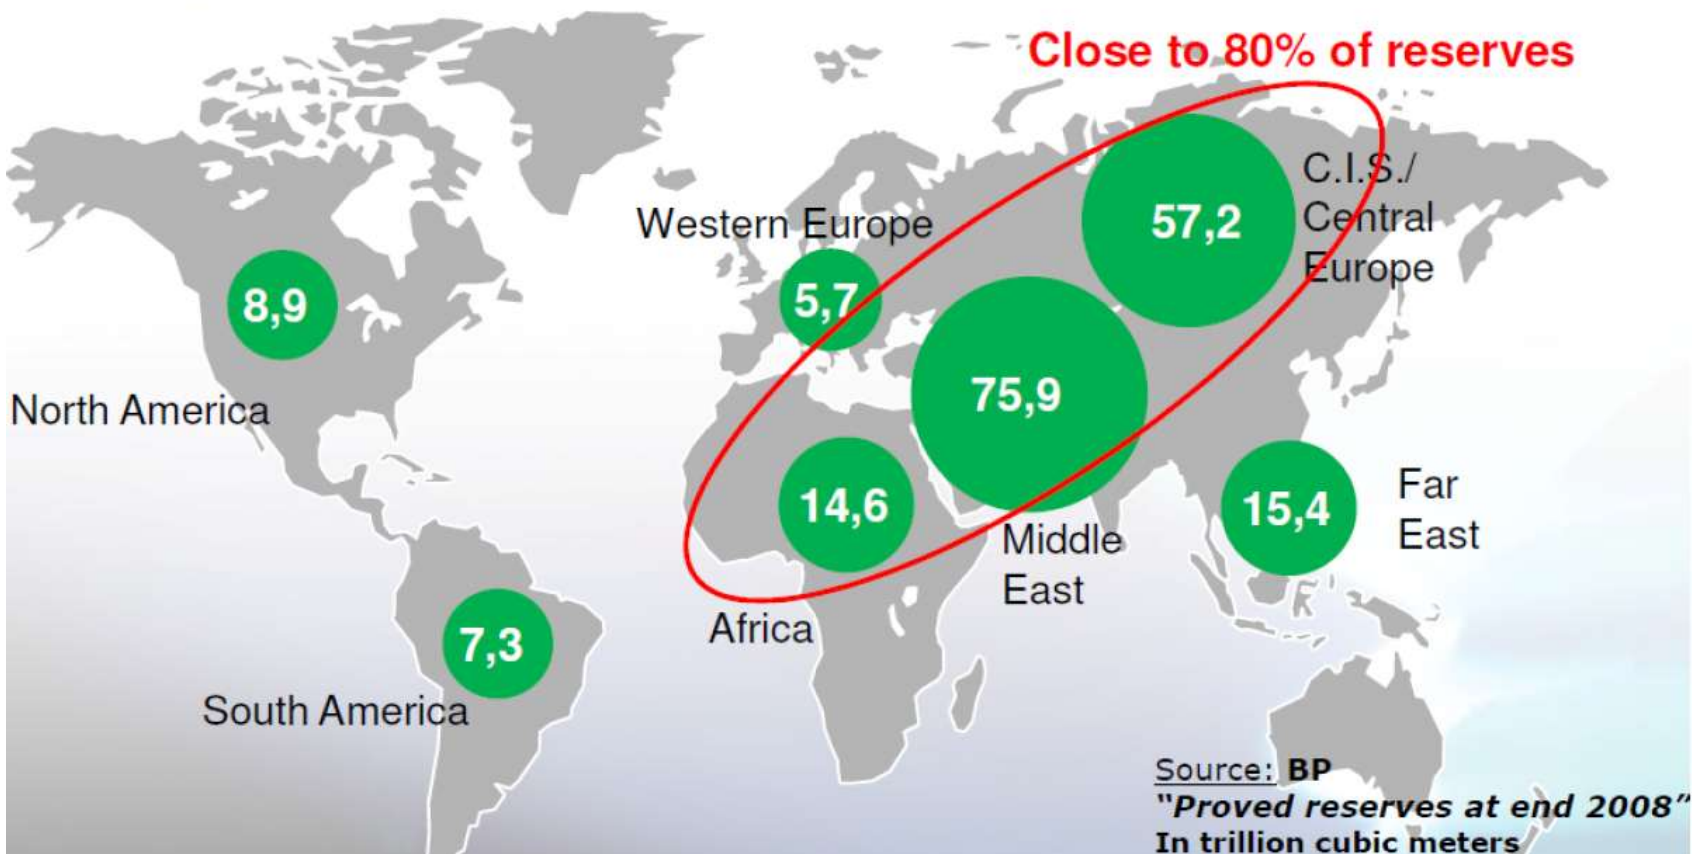 Close to 80% of reserves
C.I.S./
Central
Europe
57,2
Western Europe
5,7
8,9
North America
75,9
14,6
15,4
Far
East
Middle
East
Africa
7,3
South America
Source: BP
“Proved reserves at end 2008”
In trillion cubic meters